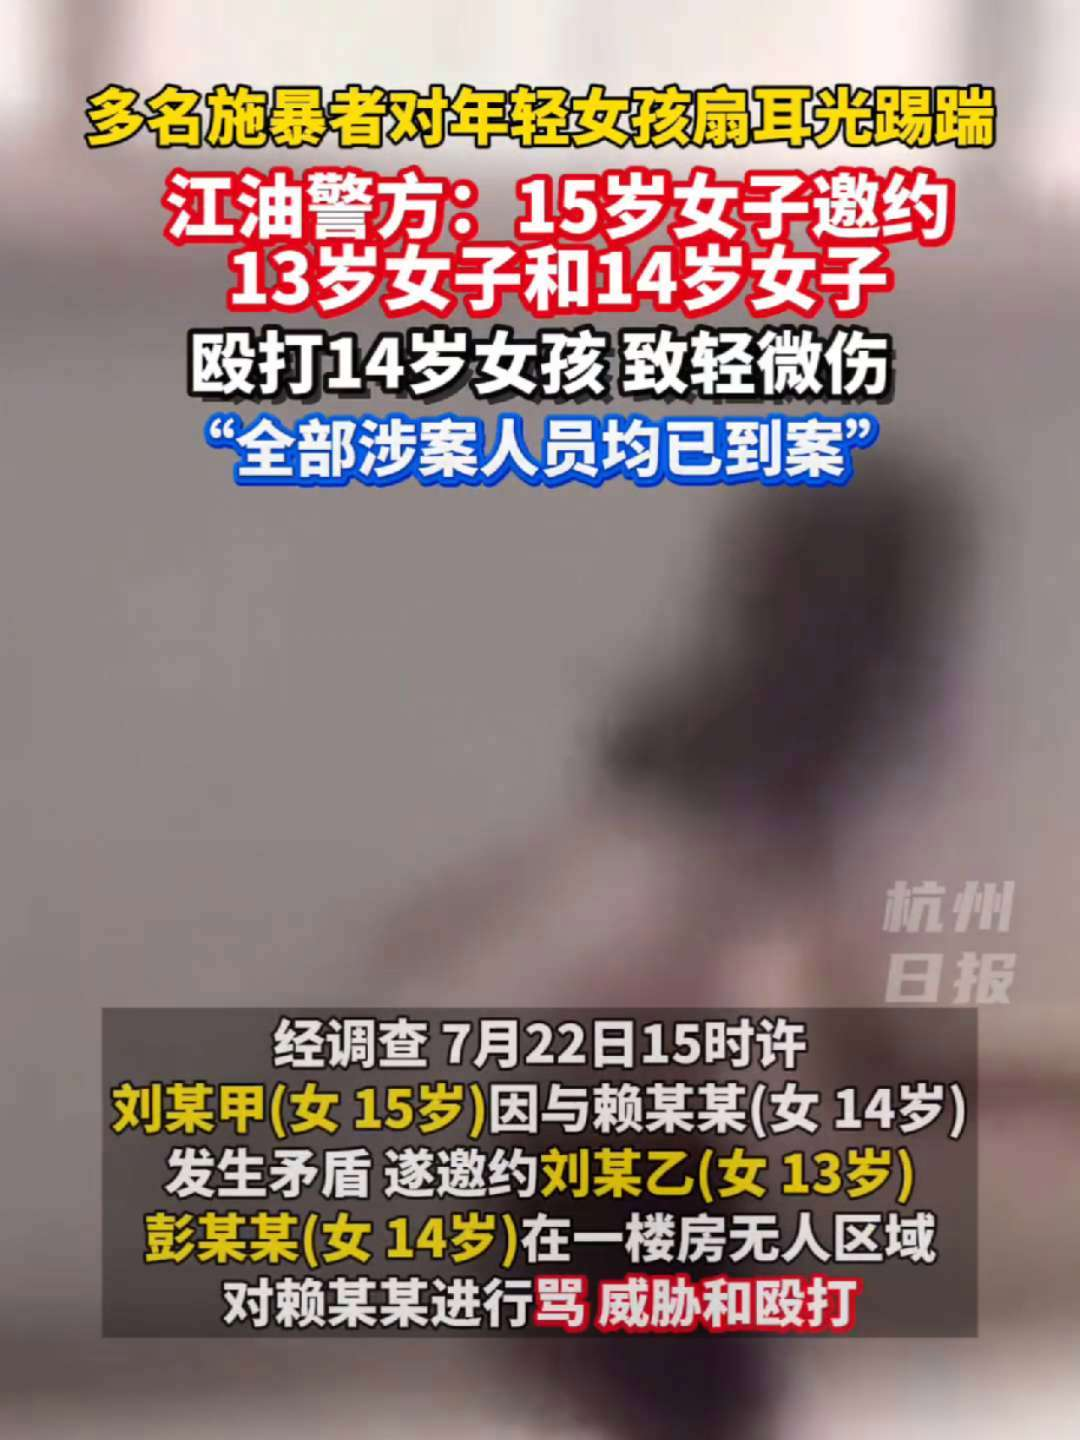 多名施暴者对年轻女孩扇耳光踢踹
江油警方：15岁女子邀约
13岁女子和14岁女子
殴打14岁女孩 致轻微伤
“全部涉案人员均已到案”
杭州
日报
经调查 7月22日15时许
刘某甲(女 15岁)因与赖某某(女 14岁)
发生矛盾 遂邀约刘某乙(女 13岁)
彭某某(女 14岁)在一楼房无人区域
对赖某某进行骂 威胁和殴打